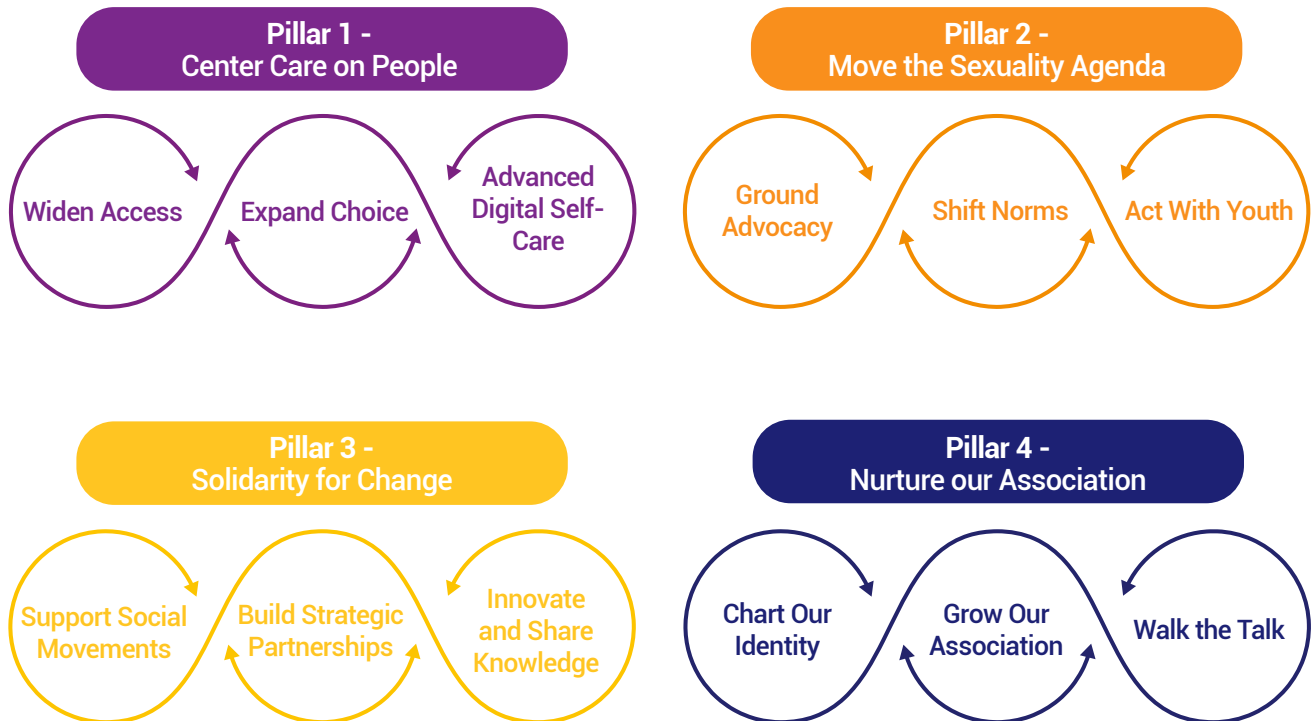 Pillar 1 -
Center Care on People
Widen Access
Expand Choice
Advanced
Digital Self-
Care
Pillar 2 -
Move the Sexuality Agenda
Ground
Advocacy
Shift Norms
Act With Youth
Pillar 3 -
Solidarity for Change
Support Social
Movements
Build Strategic
Partnerships
Innovate
and Share
Knowledge
Pillar 4 -
Nurture our Association
Chart Our
Identity
Grow Our
Association
Walk the Talk